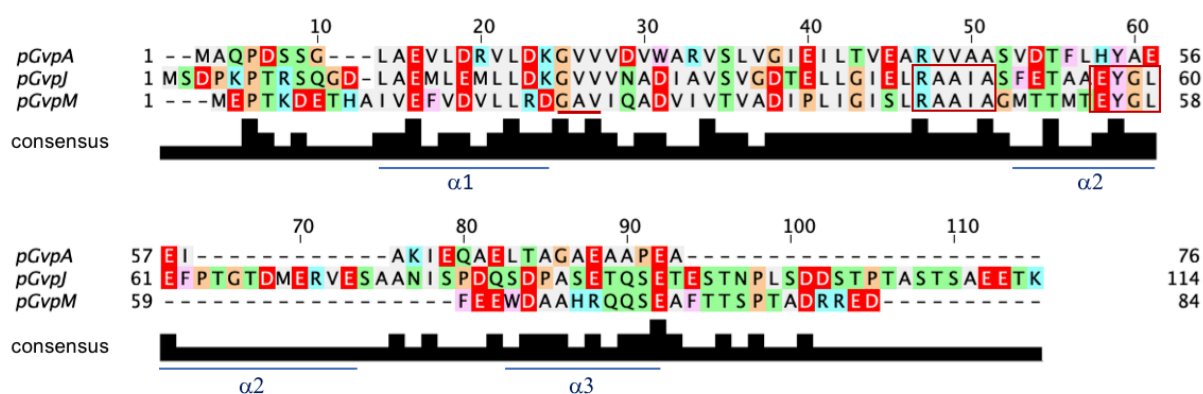 10 20 30 40 50 60
pGvpA 1 --MAQPDSSG---LAEVLDRVLDKGVVVDVWARVSLVGIEILTVEARVVAASVDTFLHYAE 56
pGvpJ 1 MSDPKPTRSQGD-LAEMLEMLLDKGVVVNADIAVSVGDTELLGIELRAAIASFETAAEYGL 60
pGvpM 1 ---MEPTKDETHAIVEFVDVLLRDGAVIQADVIVTVADIPLIGISLRAAIAGMTTMTEYGL 58
consensus
α1 α2
70 80 90 100 110
pGvpA 57 EI------------AKIEQAELTAGAEAAPEA---------------------- 76
pGvpJ 61 EFPTGTDMERVESAANISPDQSDPASETQSETESTNPLSDDSTPTASTSAEETK 114
pGvpM 59 ------------------FEEWDAAHRQQSEAFTTSPTADRRED---------- 84
consensus
α2 α3